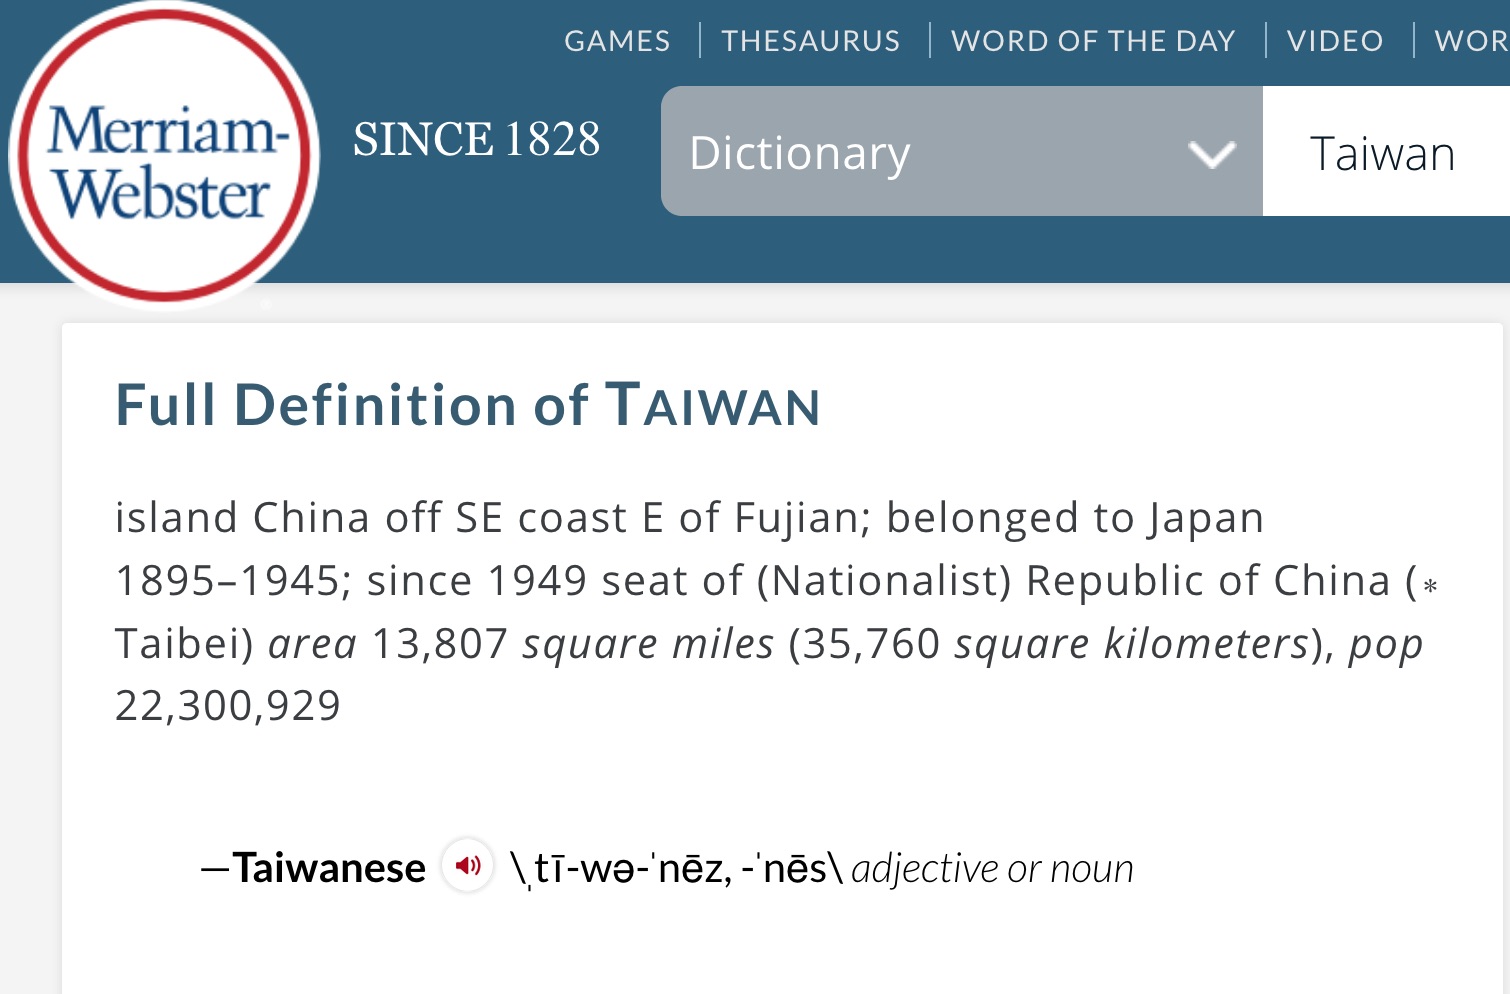 GAMES | THESAURUS | WORD OF THE DAY | VIDEO | WOR
Merriam-
Webster
SINCE 1828
Dictionary
Taiwan
Full Definition of TAIWAN
island China off SE coast E of Fujian; belonged to Japan
1895–1945; since 1949 seat of (Nationalist) Republic of China (*
Taibei) area 13,807 square miles (35,760 square kilometers), pop
22,300,929
—Taiwanese \ˌtī-wə-ˈnēz, -ˈnēs\ adjective or noun